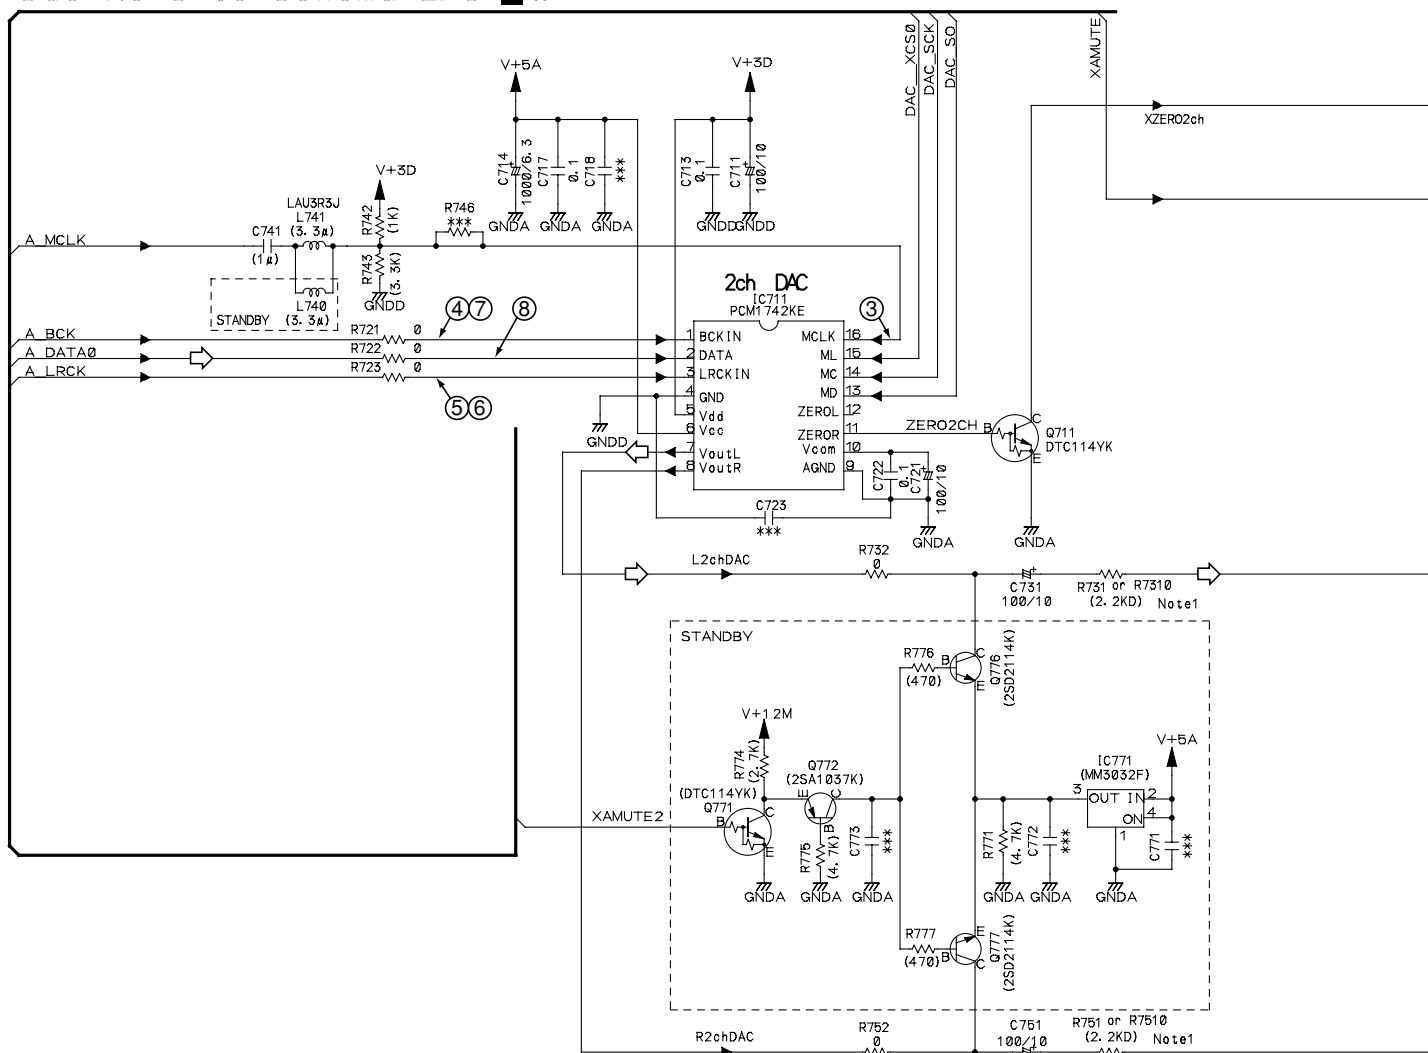 DAC_XCS0
DAC_SCK
DAC_SO
XAMUTE
V+5A
V+3D
XZERO2ch
C714
1000/6.3
C717
0.1
C718
***
C713
0.1
C711
100/10
GNDA
GNDA
GNDA
GNDD
GNDD
V+3D
LAU3R3J
L741
(3.3μ)
R742
(1K)
R746
***
A_MCLK
C741
(1μ)
R743
(3.3K)
GNDD
L740
STANDBY (3.3μ)
2ch DAC
IC711
PCM1742KE
④⑦
⑧
③
A_BCK
R721 0
1 BCKIN
MCLK 16
A_DATA0
R722 0
2 DATA
ML 15
A_LRCK
R723 0
3 LRCKIN
MC 14
⑤⑥
4 GND
MD 13
5 Vdd
ZEROL 12
6 Vcc
ZEROR 11
7 VoutL
Vcom 10
8 VoutR
AGND 9
GNDD
ZERO2CH
B
C
E
Q711
DTC114YK
C722
0.1
C721
100/10
C723
***
GNDA
GNDA
L2chDAC
R732
0
C731
100/10
R731 or R7310
(2.2KD) Note1
STANDBY
R776
(470)
B
C
E
Q776
(2SD2114K)
V+12M
R774
(2.7K)
Q772
(2SA1037K)
E
C
B
(DTC114YK)
Q771
B
C
E
XAMUTE2
R775
(4.7K)
C773
***
V+5A
IC771
(MM3032F)
3
OUT IN
2
ON
4
1
R771
(4.7K)
C772
***
C771
***
GNDA
GNDA
GNDA
GNDA
GNDA
GNDA
R777
(470)
B
E
C
Q777
(2SD2114K)
R2chDAC
R752
0
C751
100/10
R751 or R7510
(2.2KD) Note1